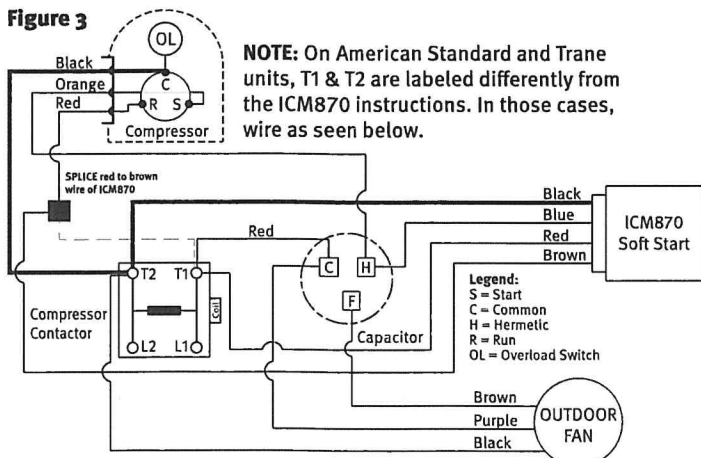 Figure 3
OL
NOTE: On American Standard and Trane
units, T1 & T2 are labeled differently from
the ICM870 instructions. In those cases,
wire as seen below.
Black
Orange
Red
C
R S
Compressor
SPLICE red to brown
wire of ICM870
Black
Blue
Red
Brown
ICM870
Soft Start
Red
T2 T1
C H
F
Coil
Compressor
Contactor
L2 L1
Capacitor
Legend:
S = Start
C = Common
H = Hermetic
R = Run
OL = Overload Switch
Brown
Purple
Black
OUTDOOR
FAN